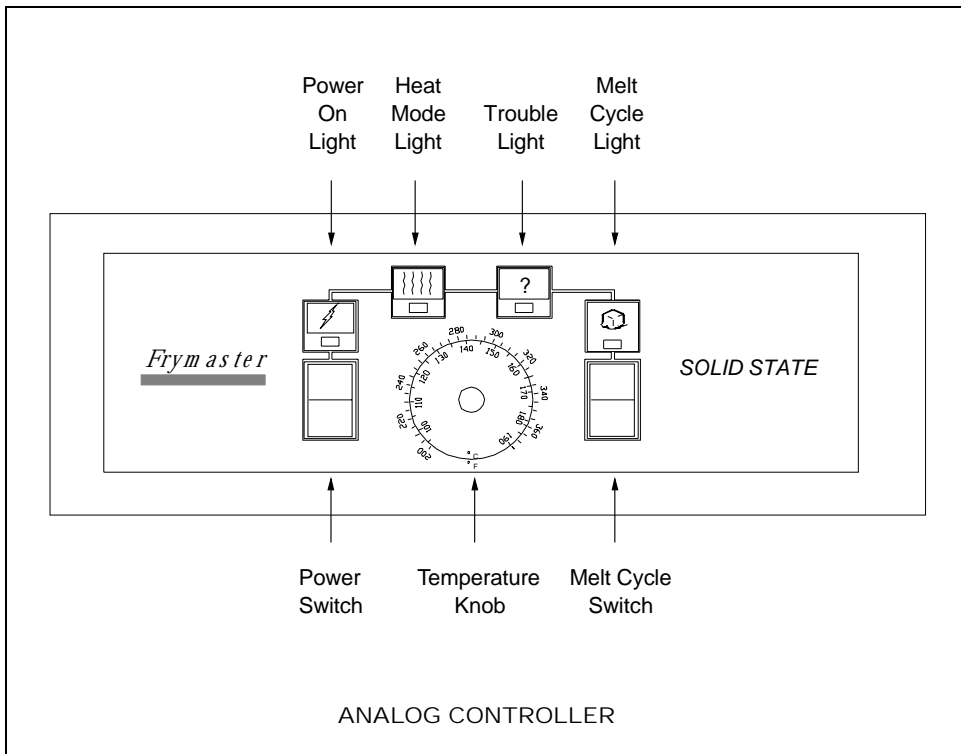 Power
On
Light
Heat
Mode
Light
Trouble
Light
Melt
Cycle
Light
?
Frymaster
SOLID STATE
200 220 240 260 280 300 320 340 360
100 110 120 130 140 150 160 170 180 190
°C
°F
Power
Switch
Temperature
Knob
Melt Cycle
Switch
ANALOG CONTROLLER